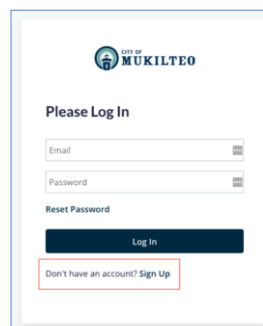 CITY OF
MUKILTEO
Please Log In
Email
Password
Reset Password
Log In
Don't have an account? Sign Up